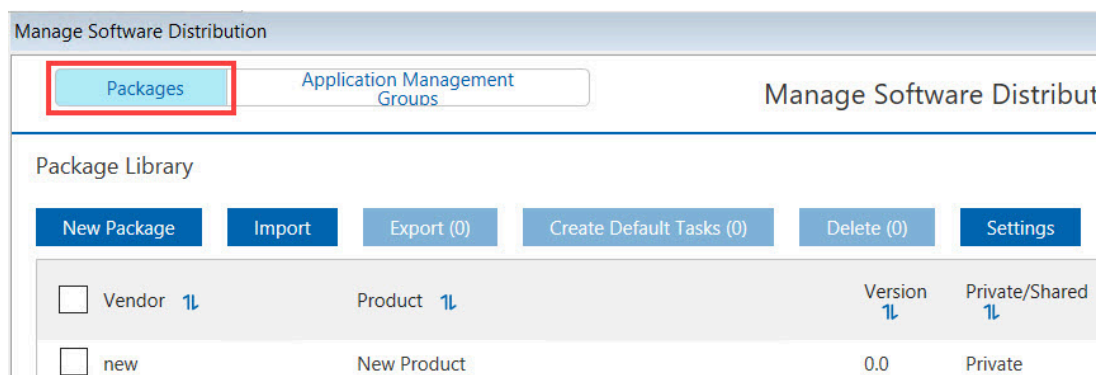 Manage Software Distribution
Packages
Application Management
Groups
Manage Software Distribut
Package Library
New Package Import Export (0) Create Default Tasks (0) Delete (0) Settings
Vendor Product Version Private/Shared
new New Product 0.0 Private